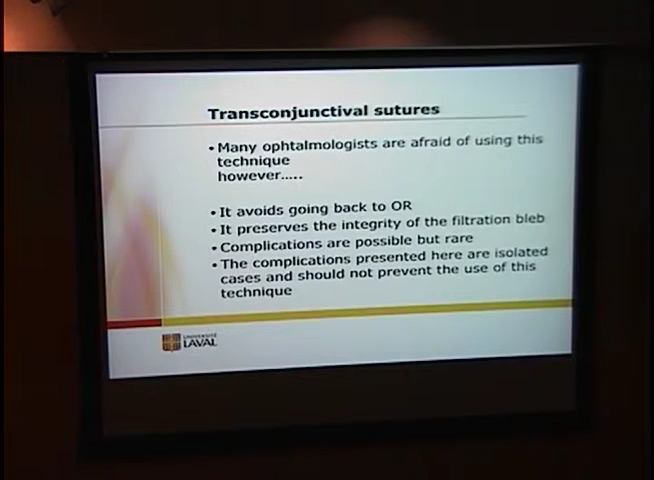 Transconjunctival sutures
• Many ophtalmologists are afraid of using this
technique
however.....
• It avoids going back to OR
• It preserves the integrity of the filtration bleb
• Complications are possible but rare
• The complications presented here are isolated
cases and should not prevent the use of this
technique
UNIVERSITÉ
LAVAL